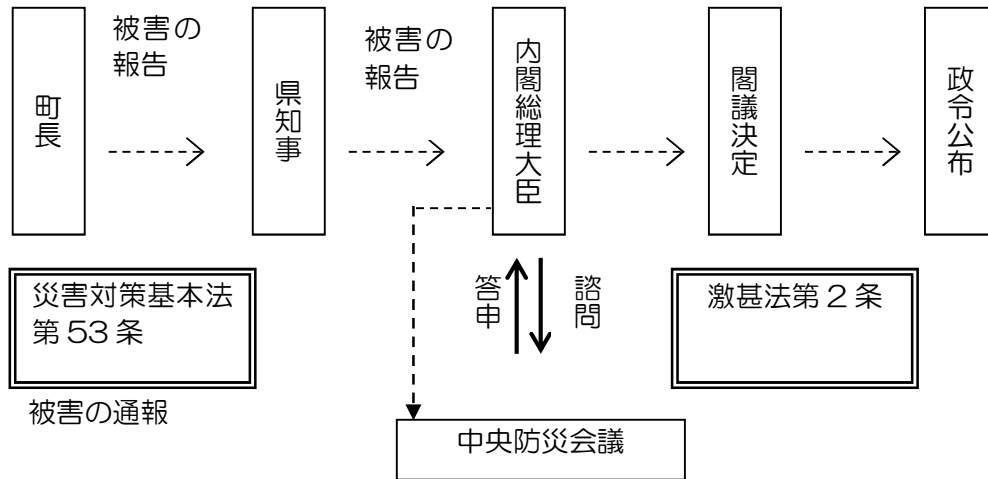 町長
被害の
報告
県知事
被害の
報告
内閣総理大臣
閣議決定
政令公布
災害対策基本法
第53条
被害の通報
答申
諮問
激甚法第2条
中央防災会議